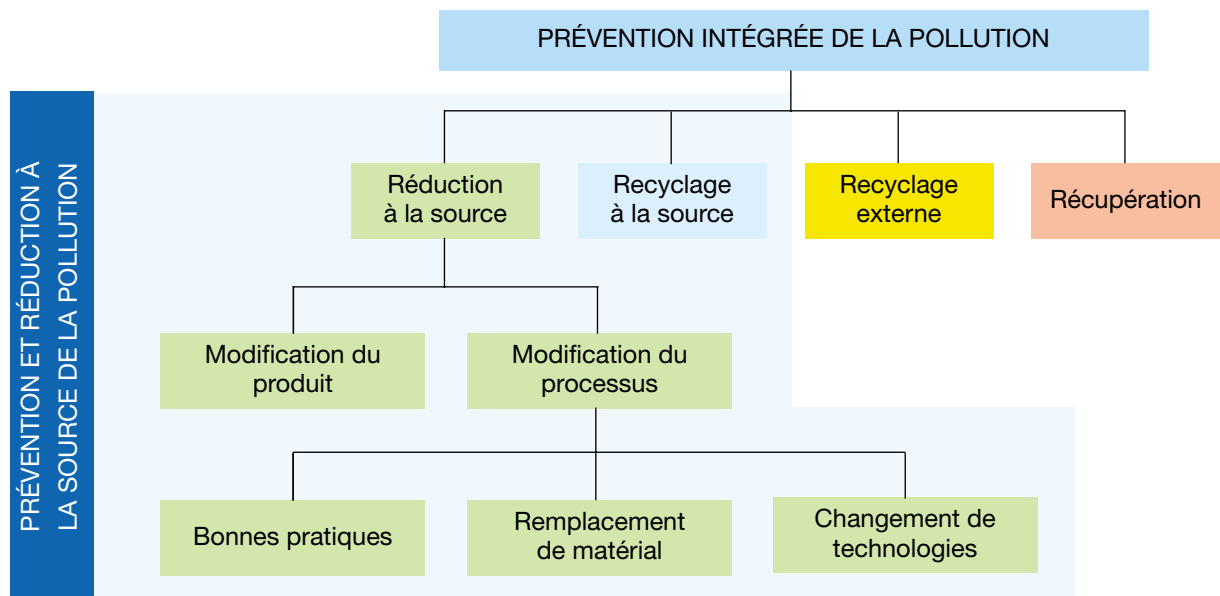 PRÉVENTION INTÉGRÉE DE LA POLLUTION
PRÉVENTION ET RÉDUCTION À
LA SOURCE DE LA POLLUTION
Réduction
à la source
Recyclage
à la source
Recyclage
externe
Récupération
Modification du
produit
Modification du
processus
Bonnes pratiques
Remplacement
de matérial
Changement de
technologies